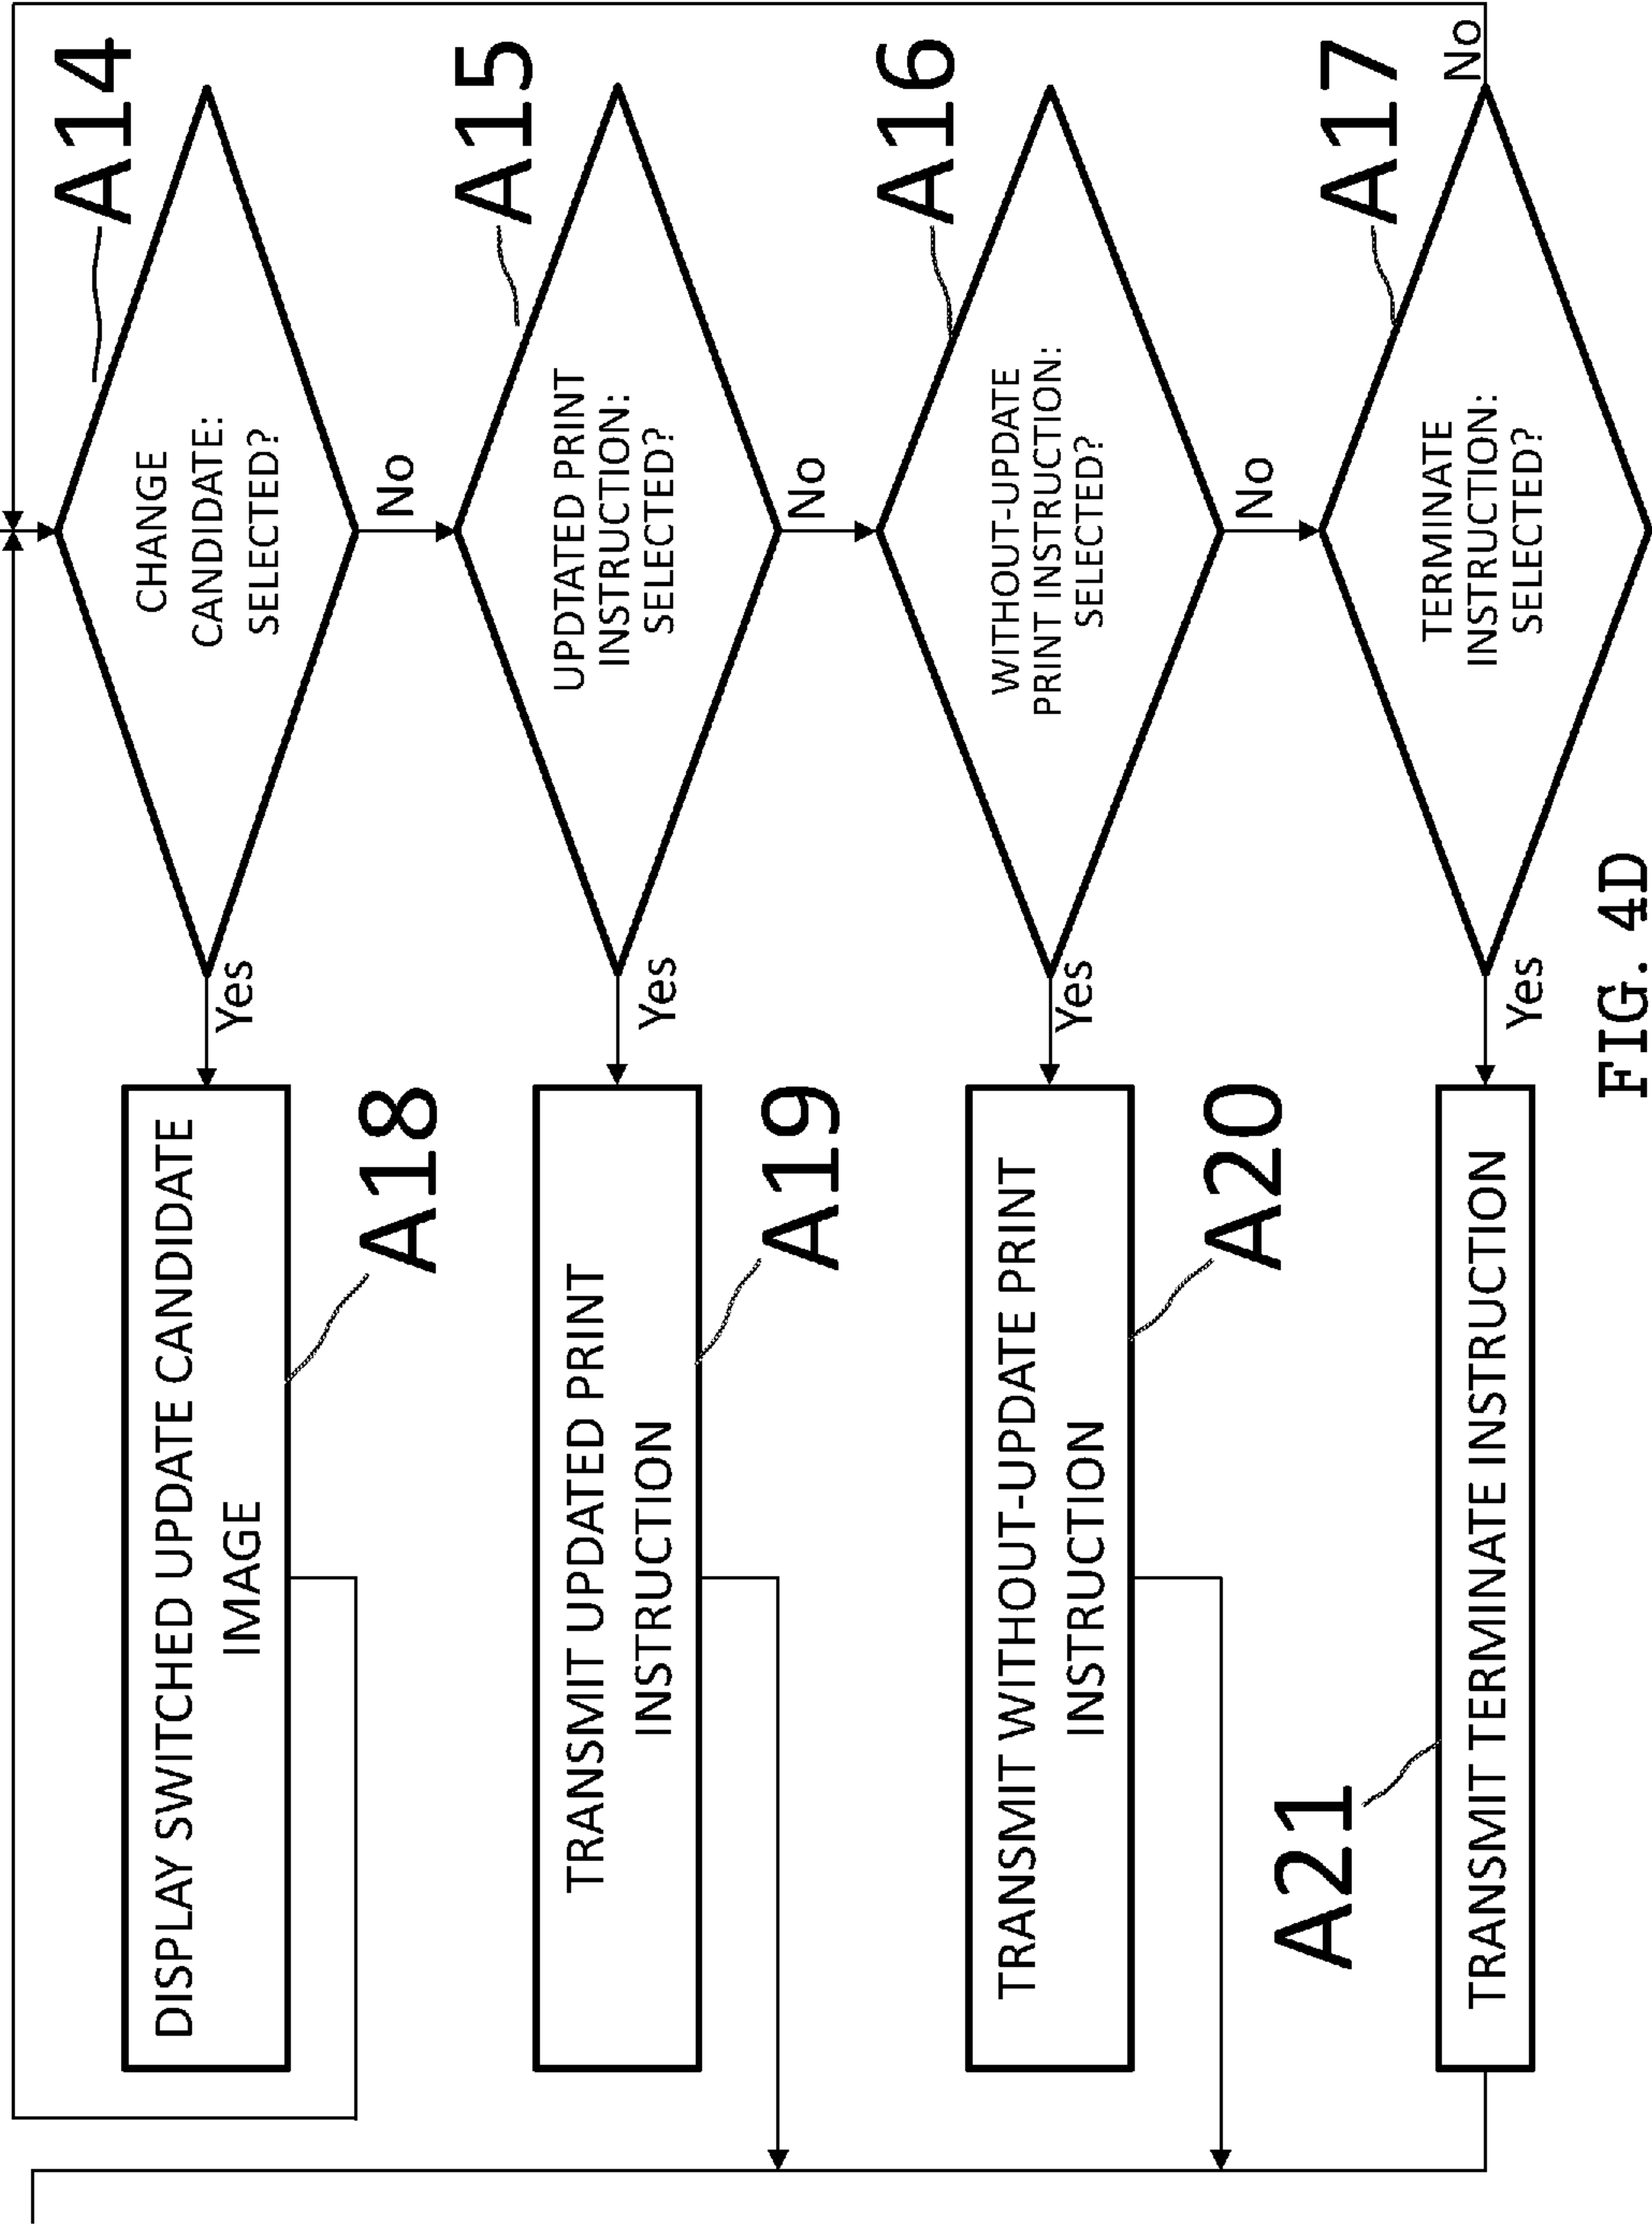 A14
CHANGE
CANDIDATE:
SELECTED?
Yes
No
DISPLAY SWITCHED UPDATE CANDIDATE
IMAGE
A18
A15
UPDTATED PRINT
INSTRUCTION:
SELECTED?
Yes
No
TRANSMIT UPDATED PRINT
INSTRUCTION
A19
A16
WITHOUT-UPDATE
PRINT INSTRUCTION:
SELECTED?
Yes
No
TRANSMIT WITHOUT-UPDATE PRINT
INSTRUCTION
A20
A17
No
TERMINATE
INSTRUCTION:
SELECTED?
Yes
A21
TRANSMIT TERMINATE INSTRUCTION
FIG. 4D